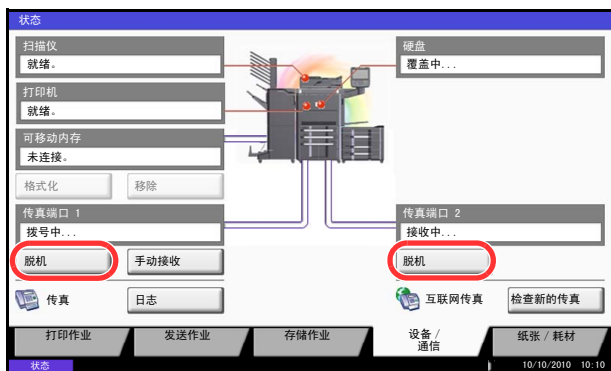 状态
扫描仪
就绪。
打印机
就绪。
可移动内存
未连接。
格式化 移除
传真端口 1
拨号中...
脱机 手动接收
传真 日志
硬盘
覆盖中...
传真端口 2
接收中...
脱机
互联网传真 检查新的传真
打印作业 发送作业 存储作业 设备 / 纸张 / 耗材
通信
状态 10/10/2010 10:10